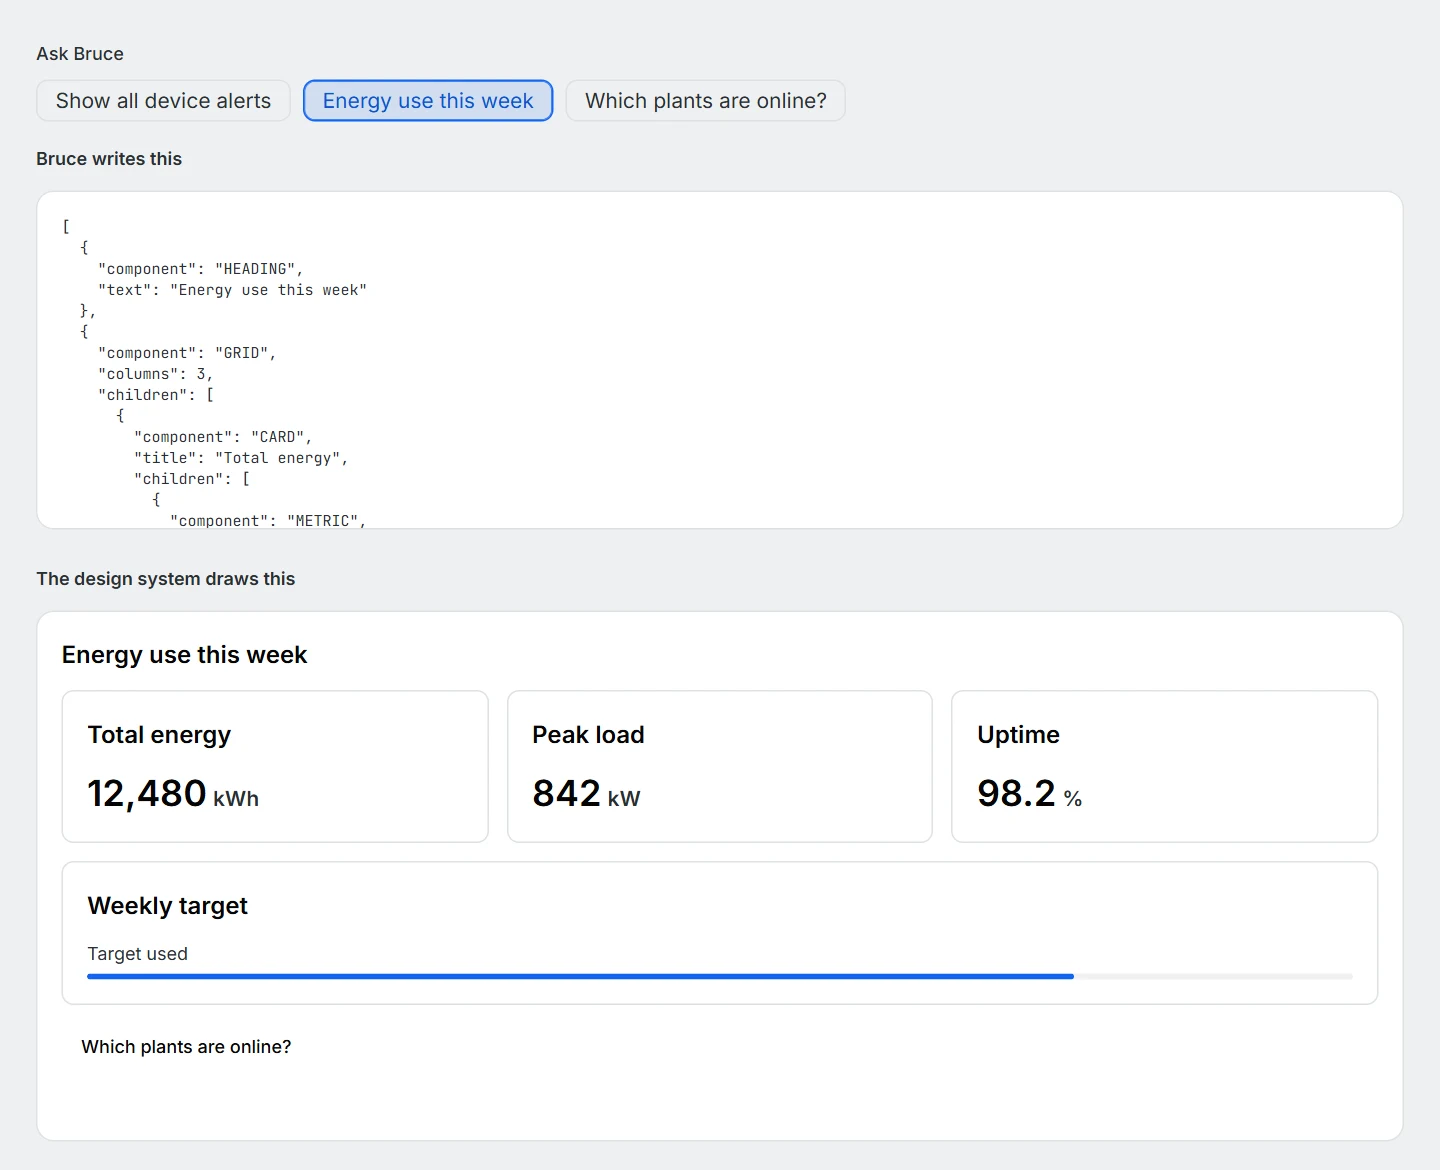 Ask Bruce
Show all device alerts
Energy use this week
Which plants are online?
Bruce writes this
[
{
"component": "HEADING",
"text": "Energy use this week"
},
{
"component": "GRID",
"columns": 3,
"children": [
{
"component": "CARD",
"title": "Total energy",
"children": [
{
"component": "METRIC",
The design system draws this
Energy use this week
Total energy
12,480 kWh
Peak load
842 kW
Uptime
98.2 %
Weekly target
Target used
Which plants are online?